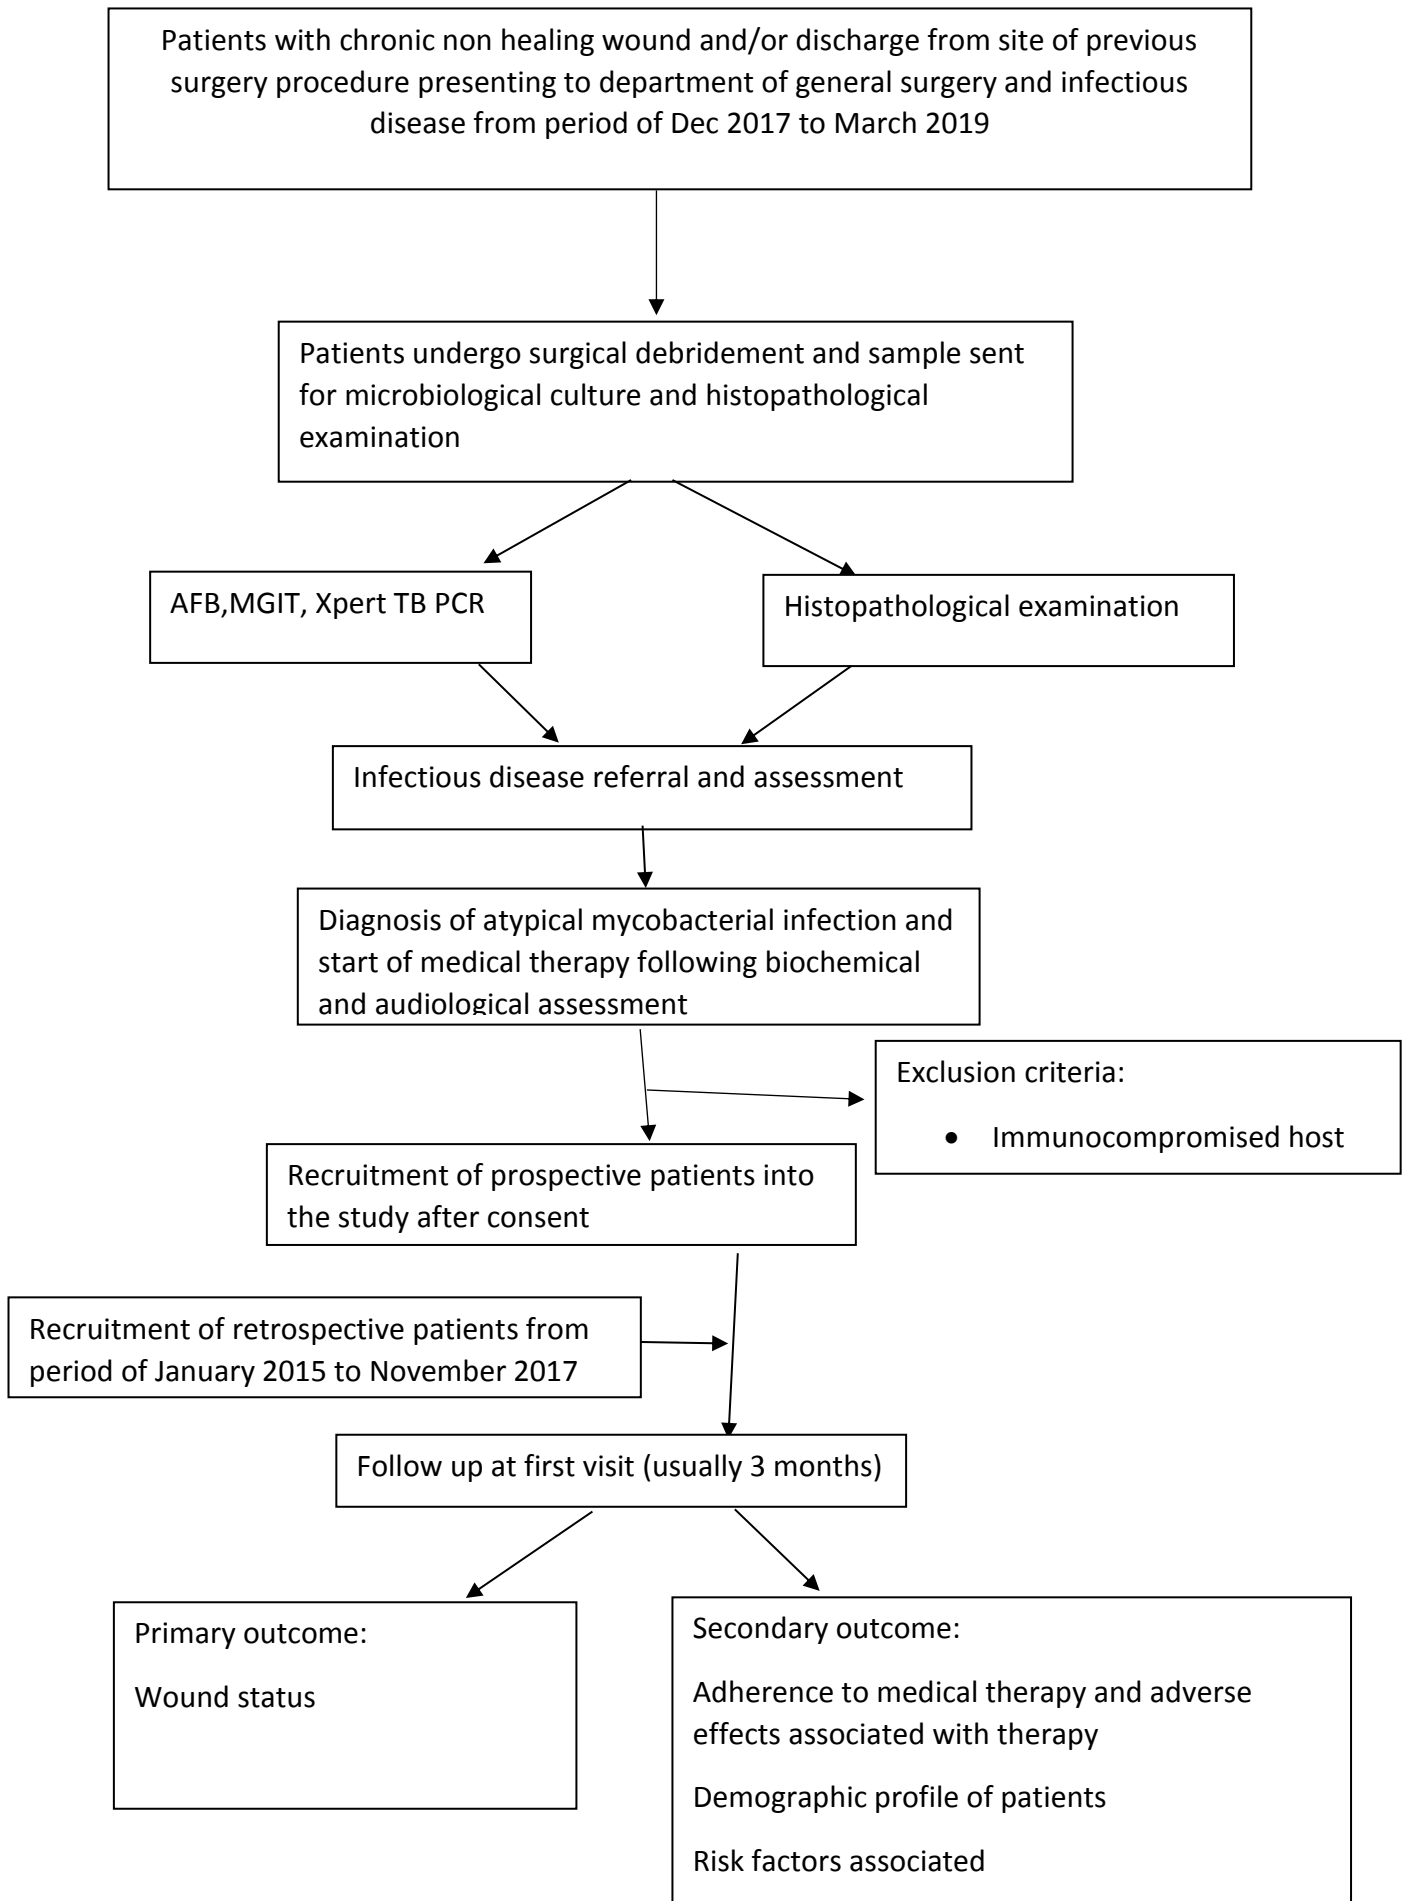 Patients with chronic non healing wound and/or discharge from site of previous
surgery procedure presenting to department of general surgery and infectious
disease from period of Dec 2017 to March 2019
Patients undergo surgical debridement and sample sent
for microbiological culture and histopathological
examination
AFB,MGIT, Xpert TB PCR
Histopathological examination
Infectious disease referral and assessment
Diagnosis of atypical mycobacterial infection and
start of medical therapy following biochemical
and audiological assessment
Exclusion criteria:
• Immunocompromised host
Recruitment of prospective patients into
the study after consent
Recruitment of retrospective patients from
period of January 2015 to November 2017
Follow up at first visit (usually 3 months)
Primary outcome:
Wound status
Secondary outcome:
Adherence to medical therapy and adverse
effects associated with therapy
Demographic profile of patients
Risk factors associated